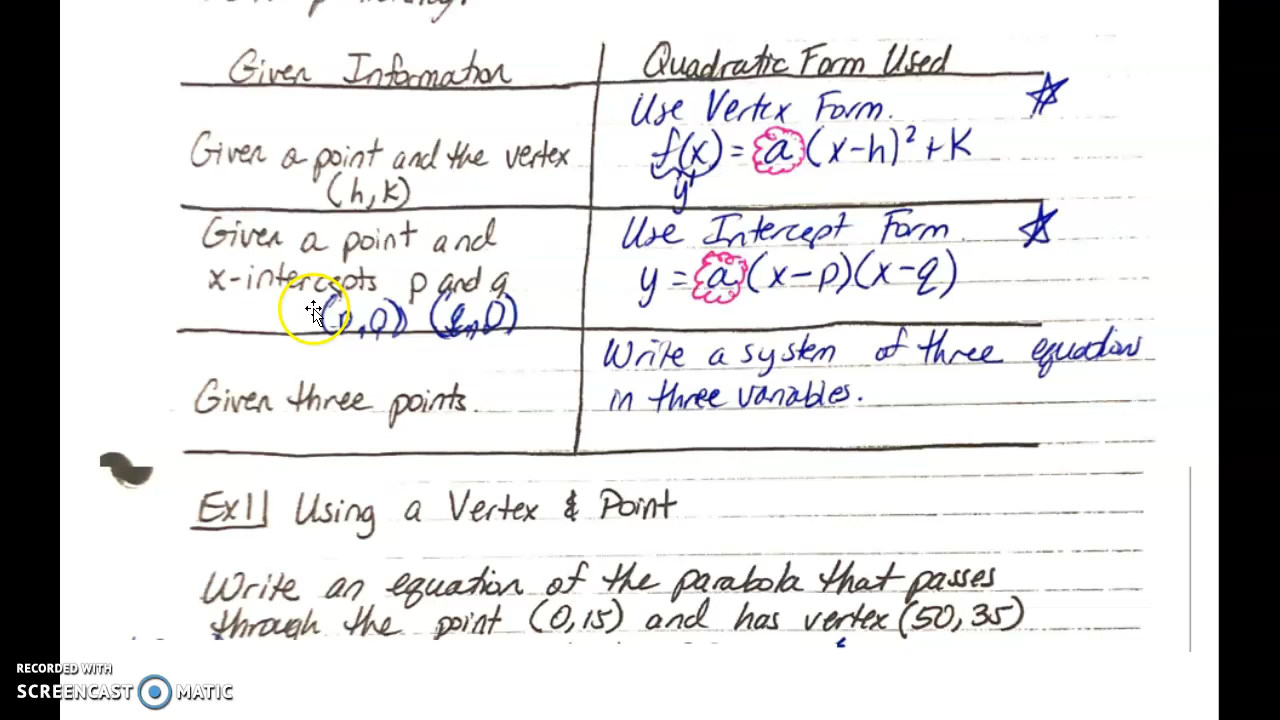 Given Information
Quadratic Form Used
Given a point and the vertex
(h,k)
Use Vertex Form.
f(x) = a(x-h)² + k
y
Given a point and
x-intercepts p and q
(p,0) (q,0)
Use Intercept Form.
y = a(x-p)(x-q)
Given three points.
Write a system of three equations
in three variables.
Ex1 Using a Vertex & Point
Write an equation of the parabola that passes
through the point (0,15) and has vertex (50,35)
RECORDED WITH
SCREENCAST MATIC